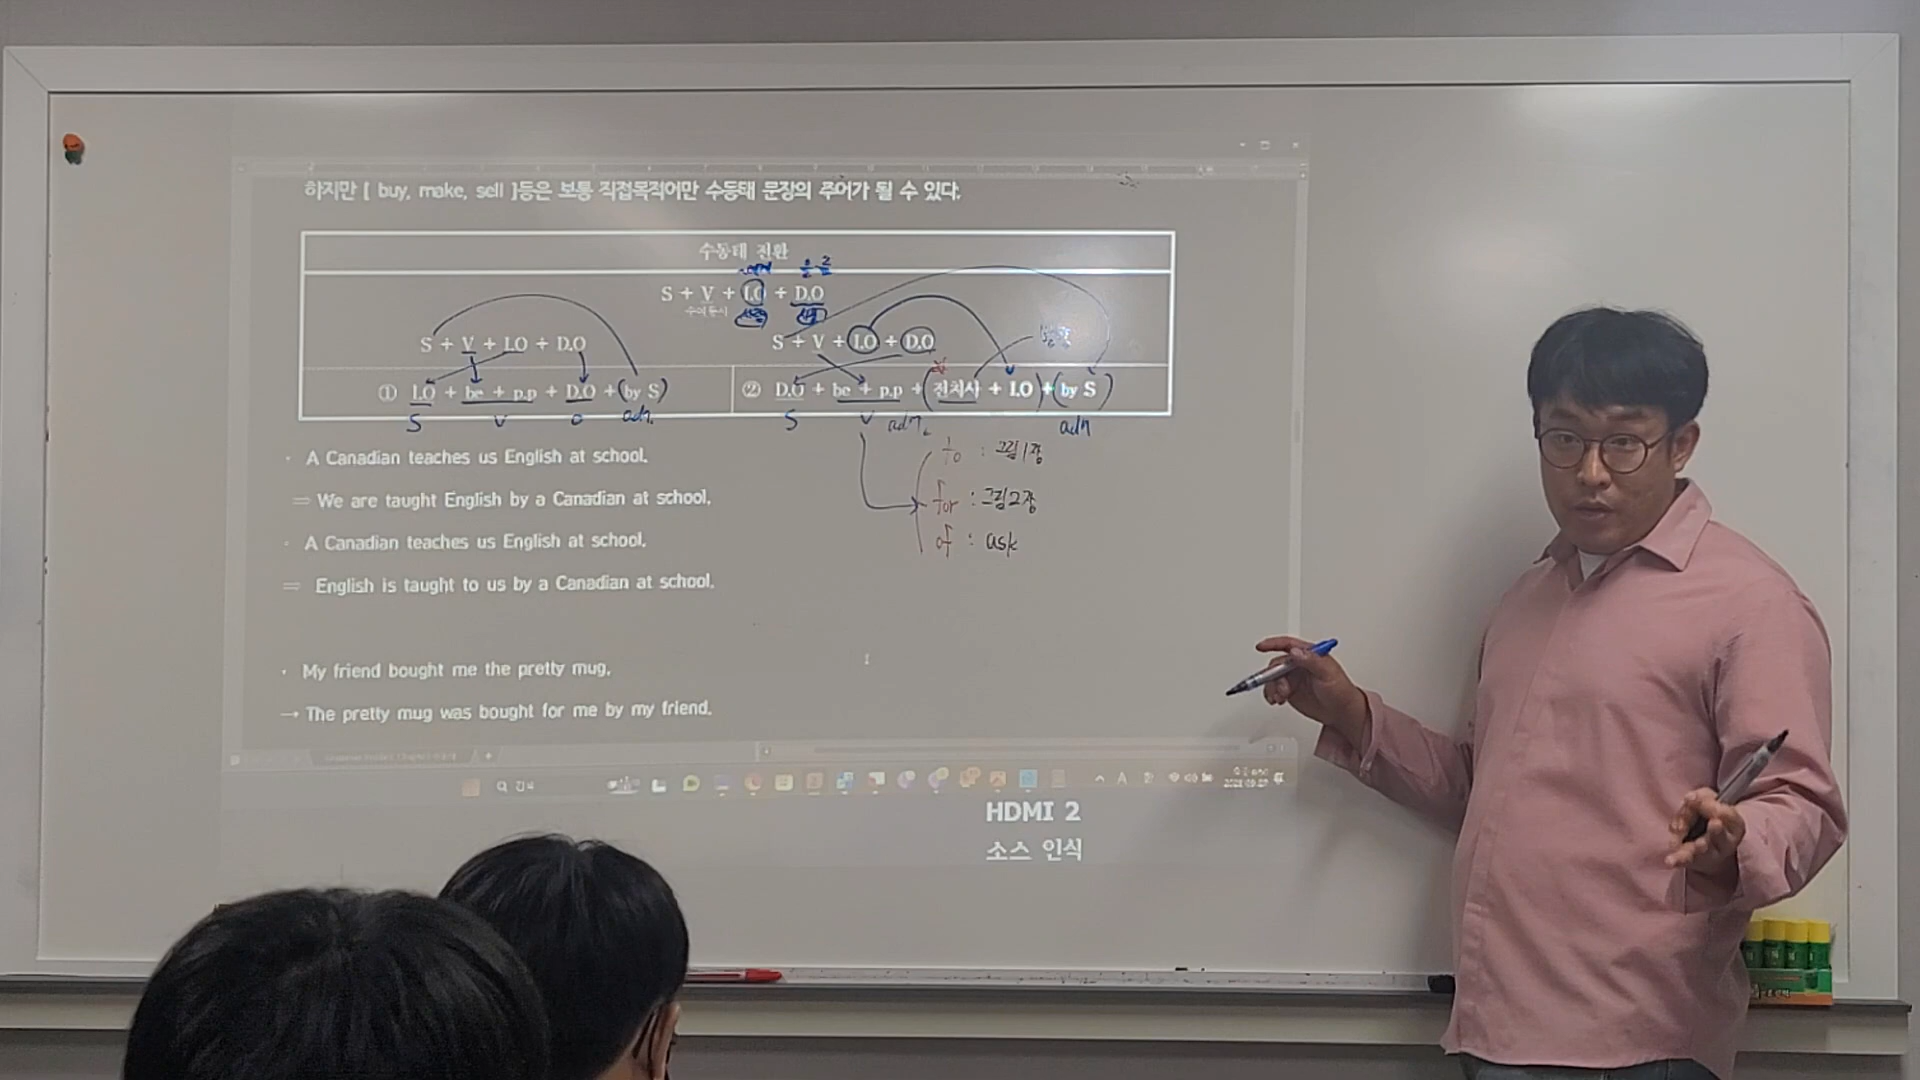 하지만 [ buy, make, sell ]등은 보통 직접목적어만 수동태 문장의 주어가 될 수 있다.
수동태 전환
S + V + I.O + D.O
수여동사
S + V + I.O + D.O
S + V + I.O + D.O
① I.O + be + p.p + D.O + (by S)
② D.O + be + p.p + (전치사 + I.O) + (by S)
S V O
S V
· A Canadian teaches us English at school.
= We are taught English by a Canadian at school.
· A Canadian teaches us English at school.
= English is taught to us by a Canadian at school.
to : 그림1장
for : 그림2장
of : ask
· My friend bought me the pretty mug.
→ The pretty mug was bought for me by my friend.
HDMI 2
소스 인식